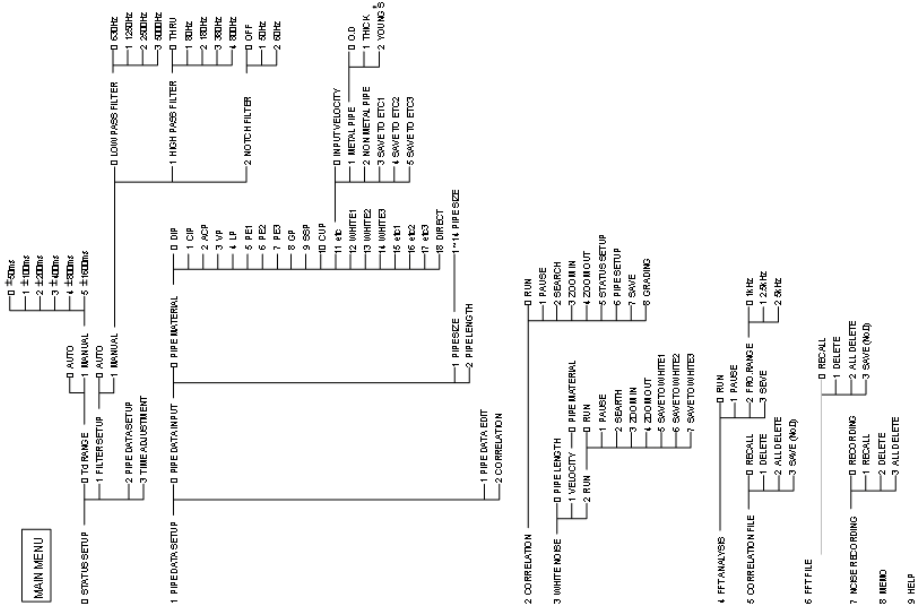 MAIN MENU
0 STATUS SETUP
0 Td RANGE
0 AUTO
1 MANUAL
0 ±50ms
1 ±100ms
2 ±200ms
3 ±400ms
4 ±800ms
5 ±1600ms
1 FILTER SETUP
0 AUTO
1 MANUAL
0 LOW PASS FILTER
0 630Hz
1 1250Hz
2 2500Hz
3 5000Hz
1 HIGH PASS FILTER
0 THRU
1 80Hz
2 180Hz
3 380Hz
4 800Hz
2 NOTCH FILTER
0 OFF
1 50Hz
2 60Hz
2 PIPE DATA SETUP
3 TIME ADJUSTMENT
1 PIPE DATA SETUP
0 PIPE DATA INPUT
0 PIPE MATERIAL
0 DIP
1 CIP
2 ACP
3 VP
4 LP
5 PE1
6 PE2
7 PE3
8 GP
9 SSP
10 CUP
11 etc
0 INPUT VELOCITY
1 METAL PIPE
0 O.D
1 THICK
2 YOUNG'S
2 NON METAL PIPE
3 SAVE TO ETC1
4 SAVE TO ETC2
5 SAVE TO ETC3
12 WHITE1
13 WHITE2
14 WHITE3
15 etc1
16 etc2
17 etc3
18 DIRECT
1 PIPE SIZE
1~14 PIPE SIZE
2 PIPE LENGTH
1 PIPE DATA EDIT
2 CORRELATION
2 CORRELATION
0 RUN
1 PAUSE
2 SEARCH
3 ZOOM IN
4 ZOOM OUT
5 STATUS SETUP
6 PIPE SETUP
7 SAVE
8 GRADING
3 WHITE NOISE
0 PIPE LENGTH
1 VELOCITY
0 PIPE MATERIAL
2 RUN
0 RUN
1 PAUSE
2 SEARTH
3 ZOOM IN
4 ZOOM OUT
5 SAVE TO WHITE1
6 SAVE TO WHITE2
7 SAVE TO WHITE3
4 FFT ANALYSIS
0 RUN
1 PAUSE
2 FRO. RANGE
0 1kHz
1 2.5kHz
2 5kHz
3 SEVE
5 CORRELATION FILE
0 RECALL
1 DELETE
2 ALL DELETE
3 SAVE (No.0)
6 FFT FILE
0 RECALL
1 DELETE
2 ALL DELETE
3 SAVE (No.0)
7 NOISE RECORDING
0 RECORDING
1 RECALL
2 DELETE
3 ALL DELETE
8 MEMO
9 HELP